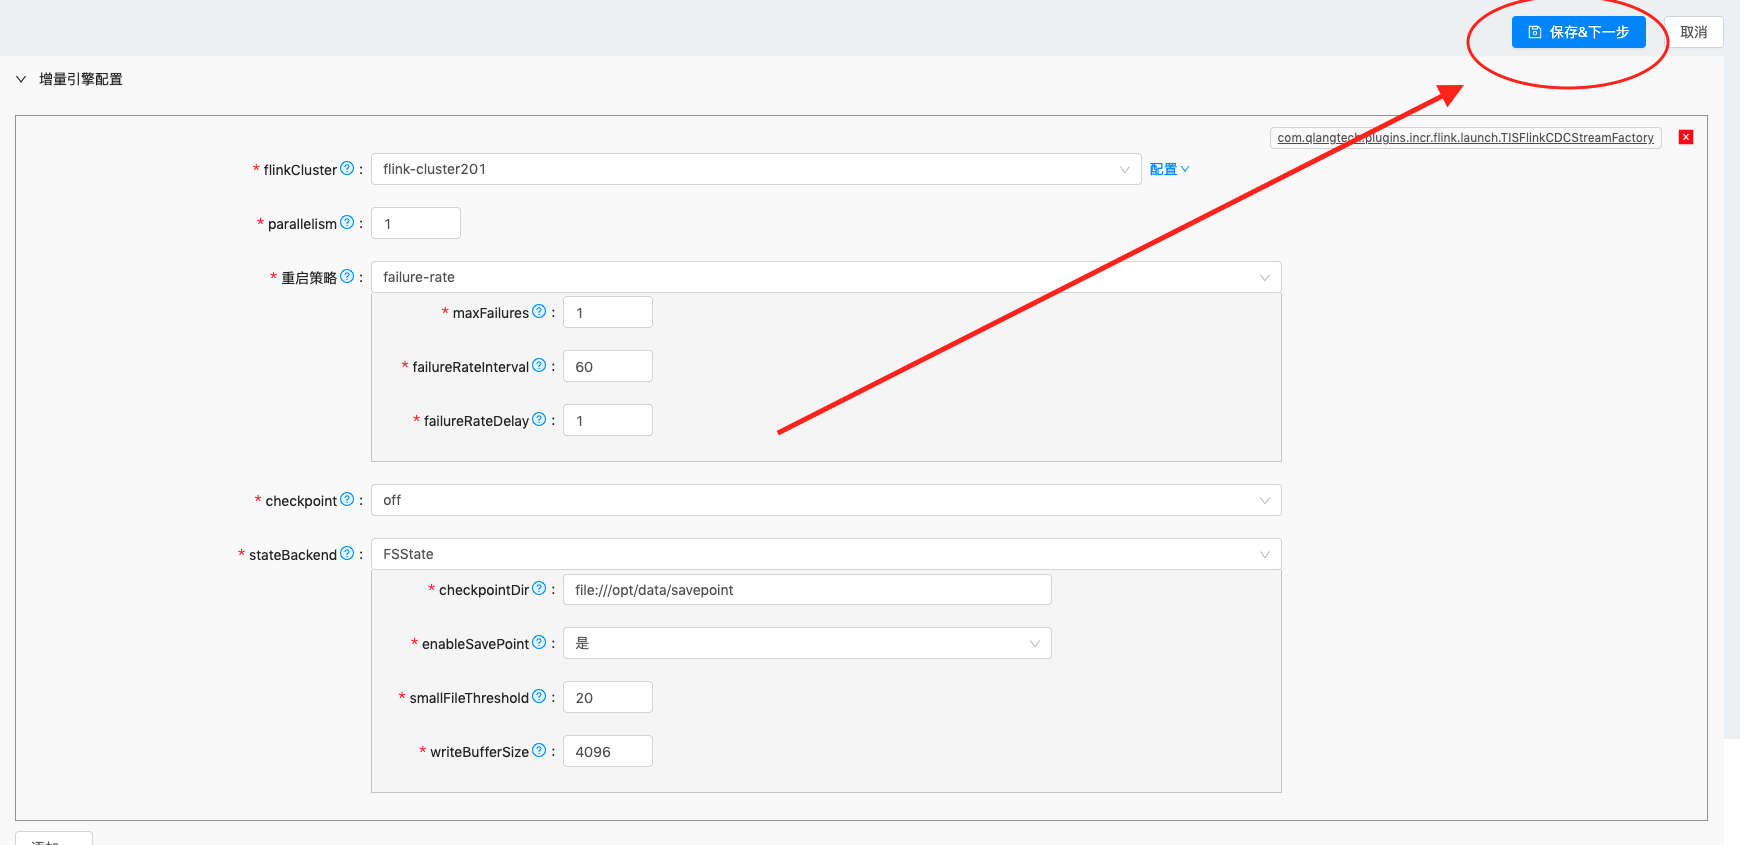 保存&下一步
取消
增量引擎配置
com.qlangtech.plugins.incr.flink.launch.TISFlinkCDCStreamFactory
* flinkCluster : flink-cluster201 配置
* parallelism : 1
* 重启策略 : failure-rate
* maxFailures : 1
* failureRateInterval : 60
* failureRateDelay : 1
* checkpoint : off
* stateBackend : FSState
* checkpointDir : file:///opt/data/savepoint
* enableSavePoint : 是
* smallFileThreshold : 20
* writeBufferSize : 4096
添加